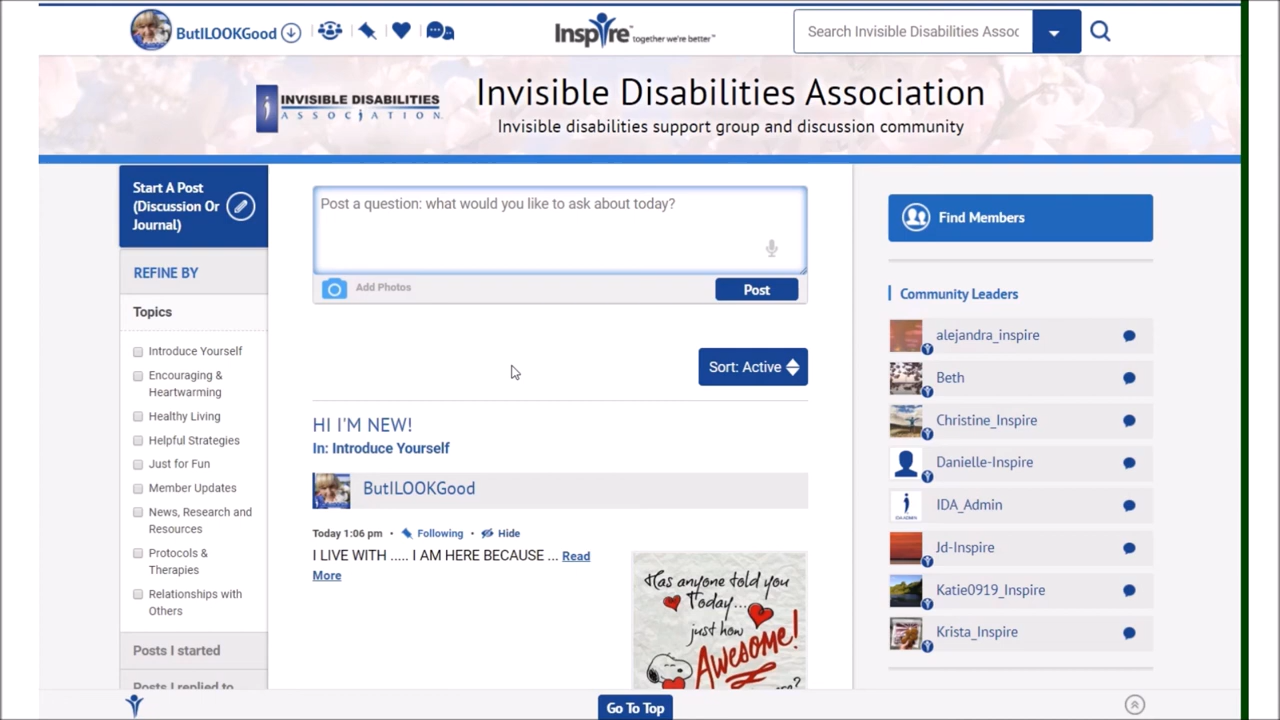 ButILOOKGood
Inspire together we're better™
Search Invisible Disabilities Assoc
INVISIBLE DISABILITIES
ASSOCIATION
Invisible Disabilities Association
Invisible disabilities support group and discussion community
Start A Post
(Discussion Or
Journal)
REFINE BY
Topics
Introduce Yourself
Encouraging &
Heartwarming
Healthy Living
Helpful Strategies
Just for Fun
Member Updates
News, Research and
Resources
Protocols &
Therapies
Relationships with
Others
Posts I started
Posts I replied to
Post a question: what would you like to ask about today?
Add Photos
Post
Sort: Active
HI I'M NEW!
In: Introduce Yourself
ButILOOKGood
Today 1:06 pm • Following • Hide
I LIVE WITH ..... I AM HERE BECAUSE ... Read
More
Has anyone told you
Today...
just how
Awesome!
Find Members
Community Leaders
alejandra_inspire
Beth
Christine_Inspire
Danielle-Inspire
IDA_Admin
Jd-Inspire
Katie0919_Inspire
Krista_Inspire
Go To Top